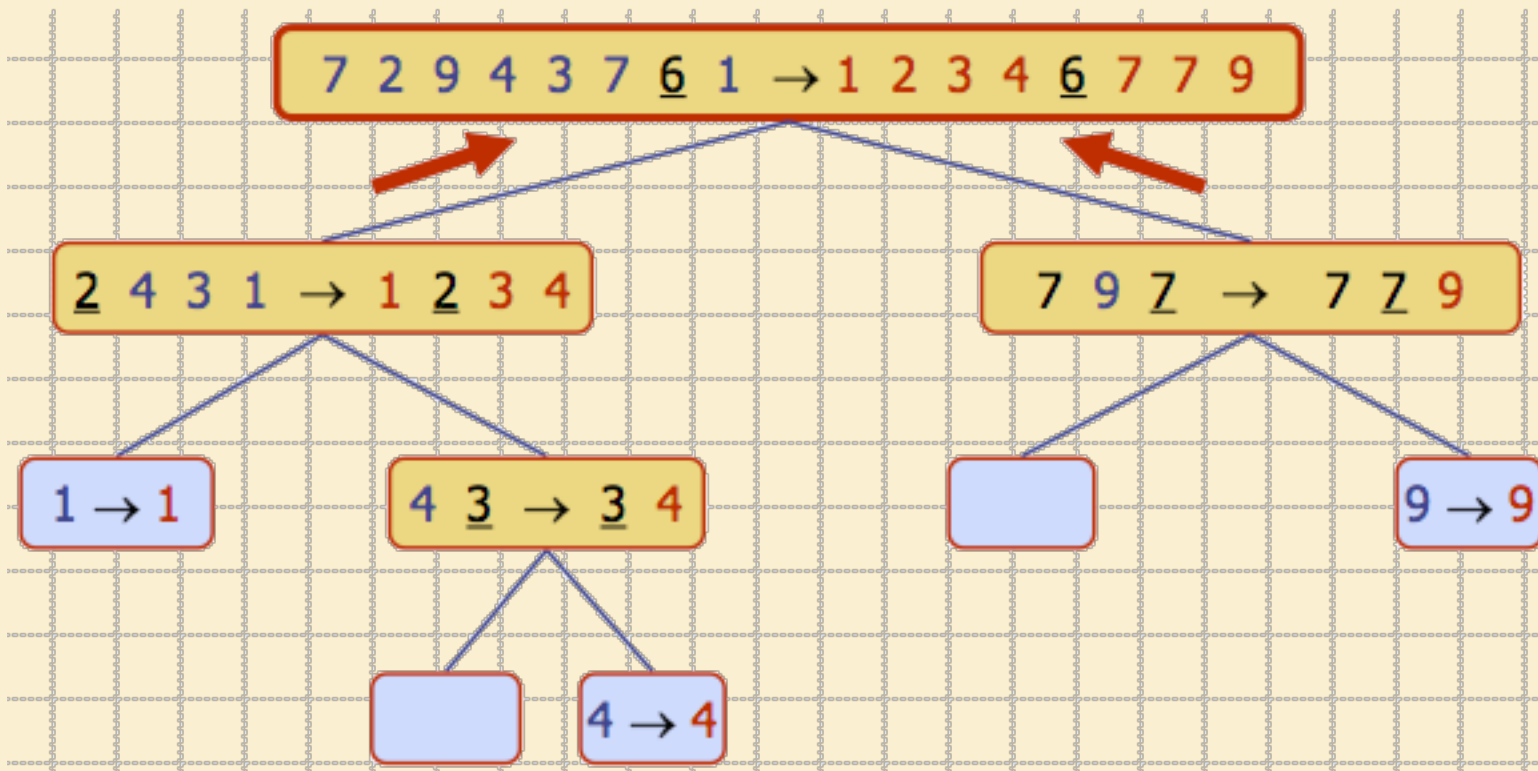 7 2 9 4 3 7 6 1 → 1 2 3 4 6 7 7 9
2 4 3 1 → 1 2 3 4
7 9 7 → 7 7 9
1 → 1
4 3 → 3 4
9 → 9
4 → 4